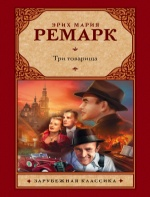 ЭРИХ МАРИЯ
РЕМАРК
Три товарища
ЗАРУБЕЖНАЯ КЛАССИКА